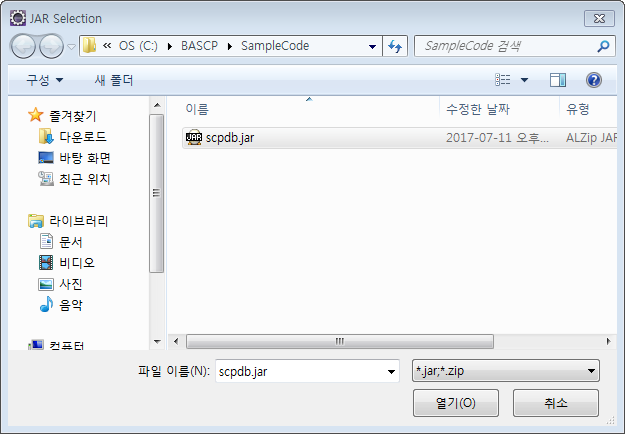 JAR Selection
« OS (C:) BASCP SampleCode SampleCode 검색
구성 새 폴더
이름 수정한 날짜 유형
즐겨찾기
다운로드
바탕 화면
최근 위치
라이브러리
문서
비디오
사진
음악
컴퓨터
JAR scpdb.jar 2017-07-11 오후... ALZip JAR
파일 이름(N): scpdb.jar *.jar;*.zip
열기(O) 취소